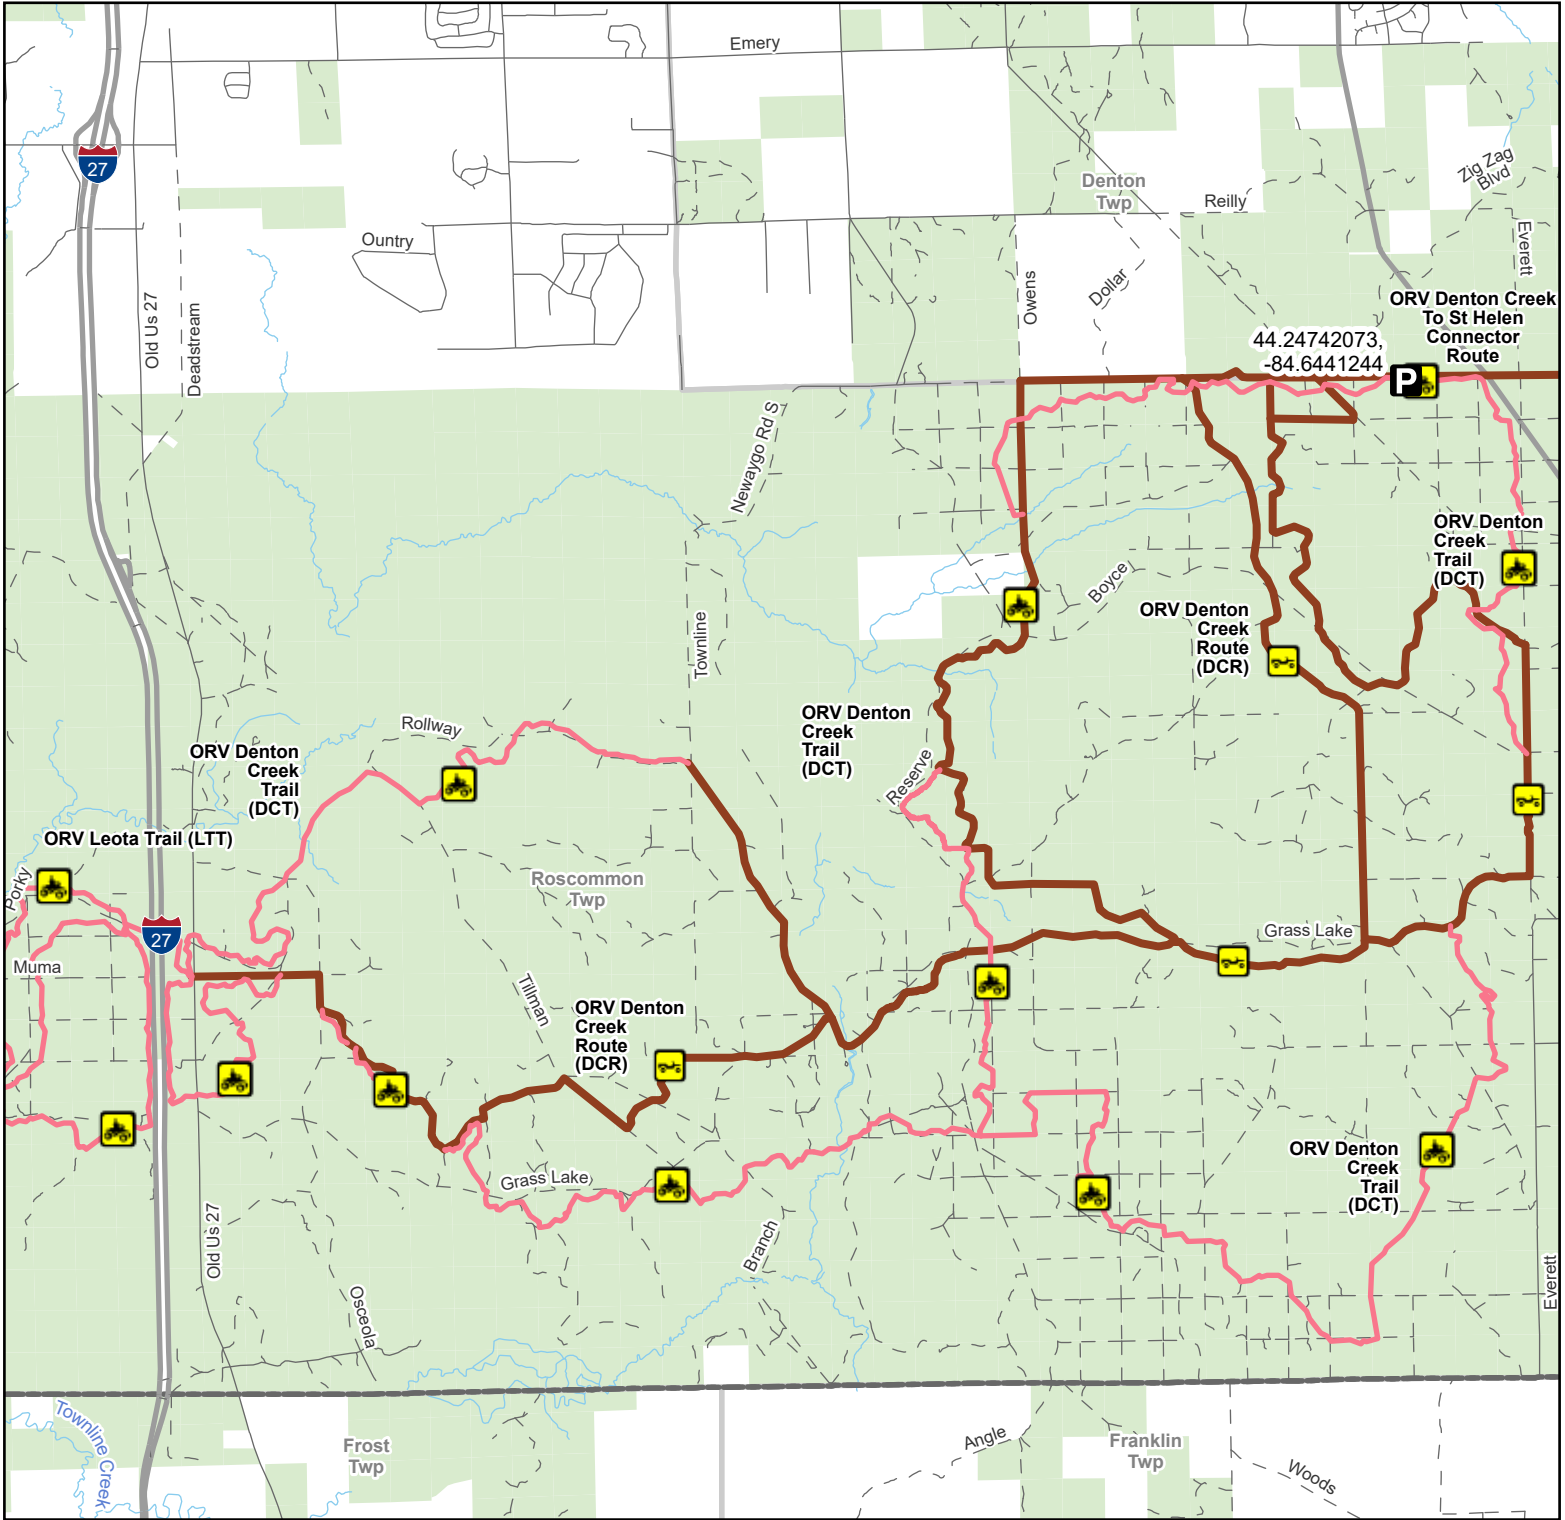 Emery
27
Denton
Twp
Reilly
Zig Zag
Blvd
Ountry
Everett
Old Us 27
Deadstream
Owens
Dollar
ORV Denton Creek
To St Helen
Connector
Route
44.24742073,
-84.6441244
P
Newaygo Rd S
ORV Denton
Creek
Trail
(DCT)
Boyce
ORV Denton
Creek
Route
(DCR)
Townline
Rollway
ORV Denton
Creek
Trail
(DCT)
ORV Denton
Creek
Trail
(DCT)
Reserve
ORV Leota Trail (LTT)
Porky
Roscommon
Twp
27
Grass Lake
Muma
Tillman
ORV Denton
Creek
Route
(DCR)
Grass Lake
ORV Denton
Creek
Trail
(DCT)
Old Us 27
Branch
Osceola
Everett
Townline Creek
Frost
Twp
Angle
Franklin
Twp
Woods